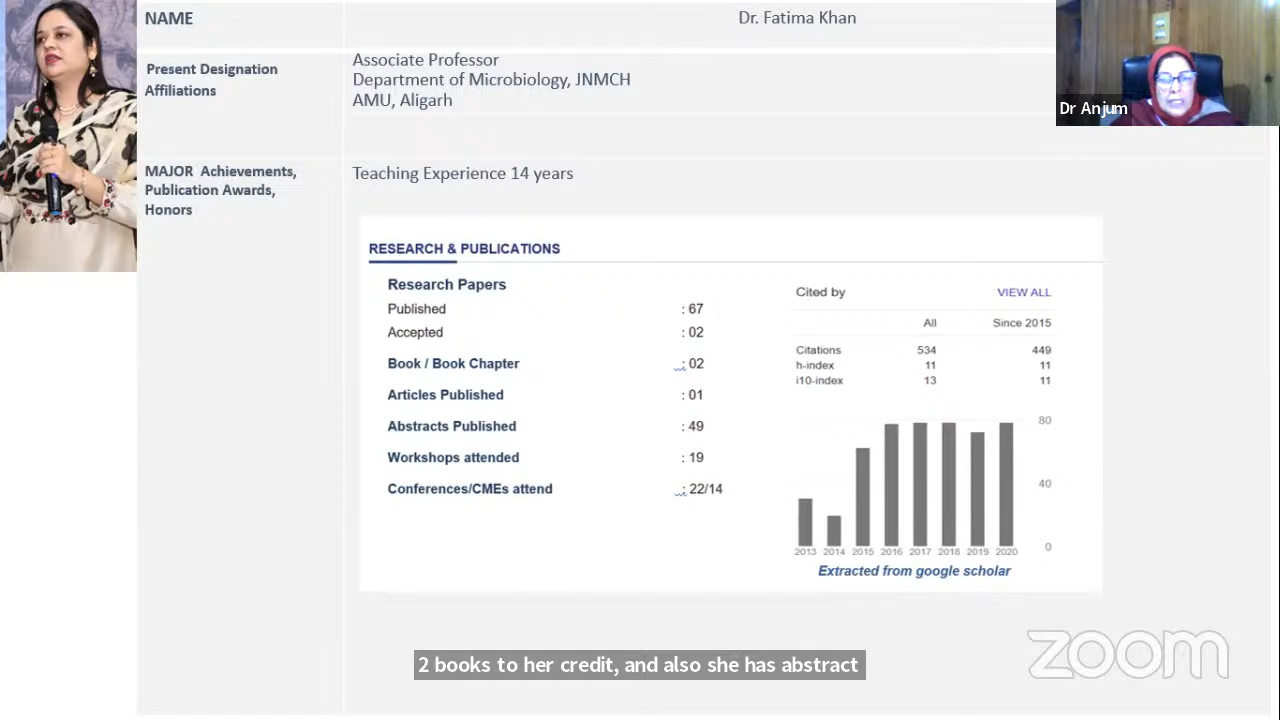 NAME
Dr. Fatima Khan
Present Designation
Affiliations
Associate Professor
Department of Microbiology, JNMCH
AMU, Aligarh
Dr Anjum
MAJOR Achievements,
Publication Awards,
Honors
Teaching Experience 14 years
RESEARCH & PUBLICATIONS
Research Papers
Published : 67
Accepted : 02
Book / Book Chapter : 02
Articles Published : 01
Abstracts Published : 49
Workshops attended : 19
Conferences/CMEs attend : 22/14
Cited by VIEW ALL
All Since 2015
Citations 534 449
h-index 11 11
i10-index 13 11
80
40
0
2013 2014 2015 2016 2017 2018 2019 2020
Extracted from google scholar
2 books to her credit, and also she has abstract
zoom